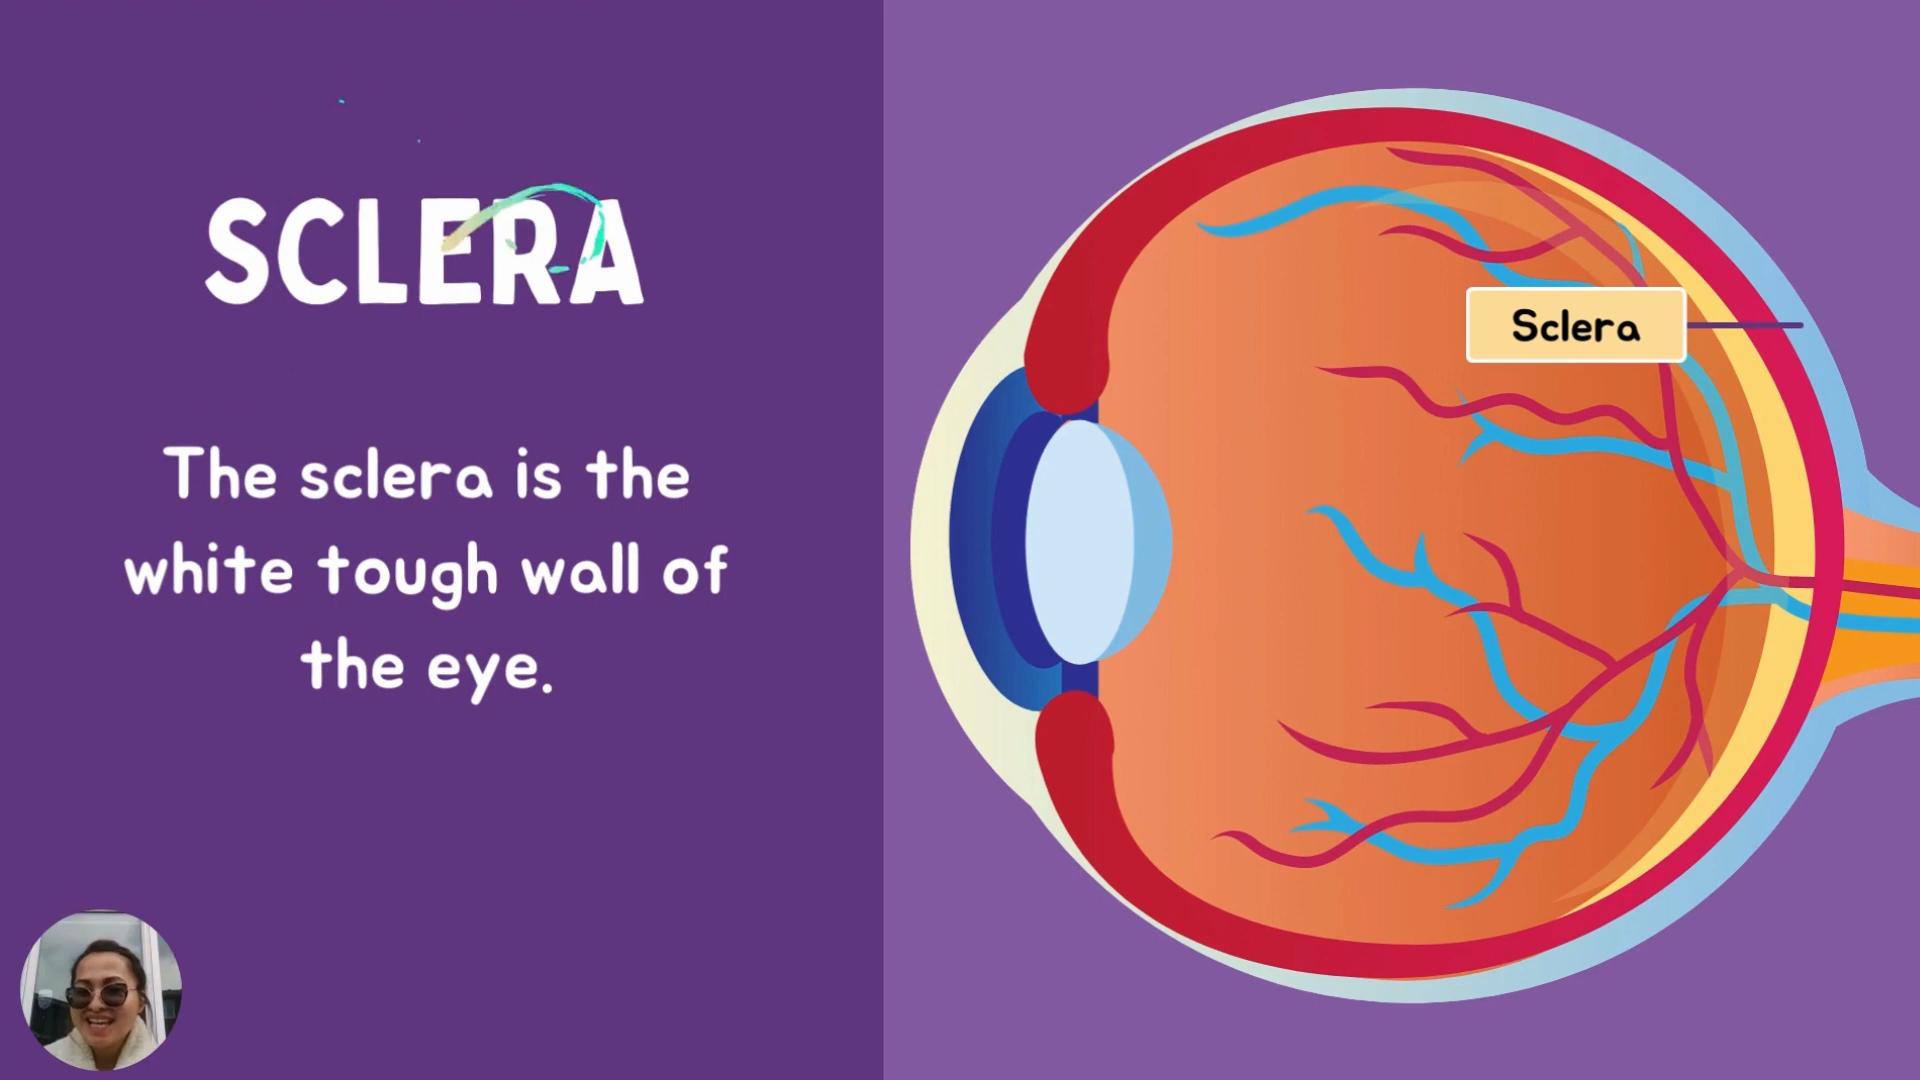 SCLERA
The sclera is the
white tough wall of
the eye.
Sclera